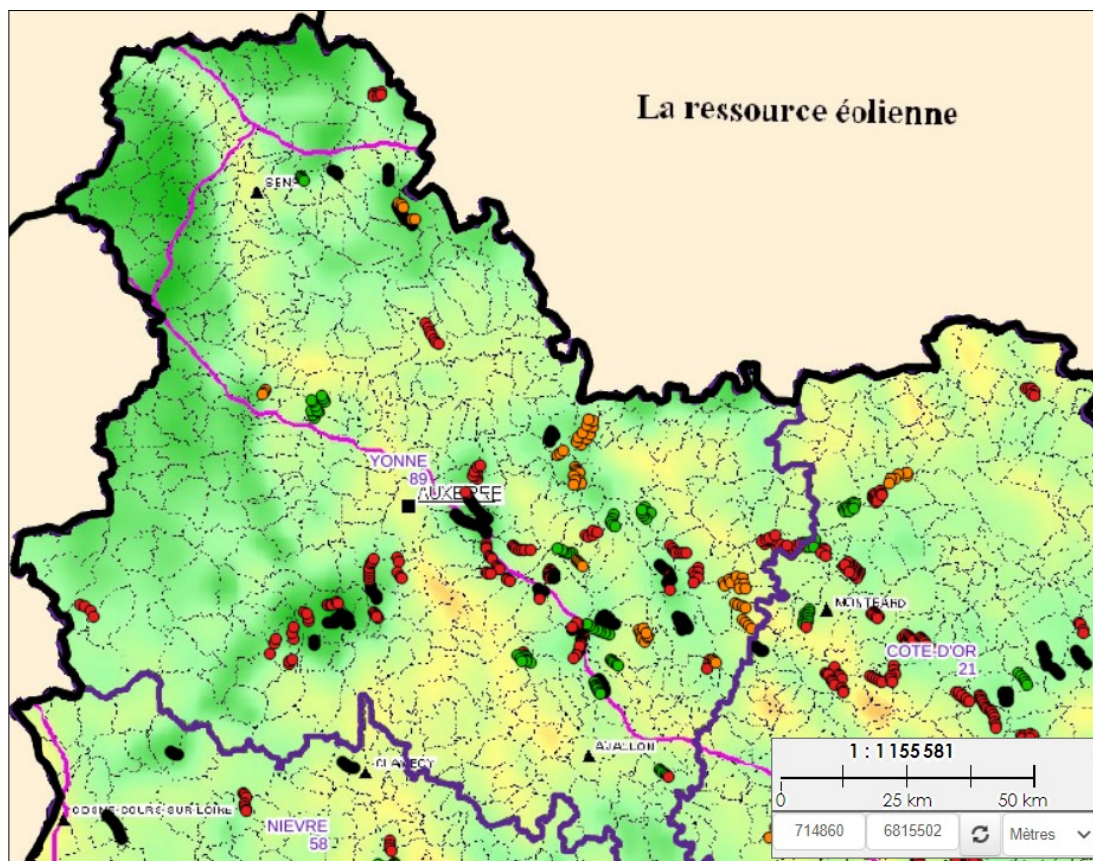 La ressource éolienne
SENS
YONNE
89
AUXERRE
MONTBARD
COTE-D'OR
21
AVALLON
CLAMECY
COSNE-COURS-SUR-LOIRE
NIEVRE
58
1 : 1 155 581
0 25 km 50 km
714860 6815502 Mètres